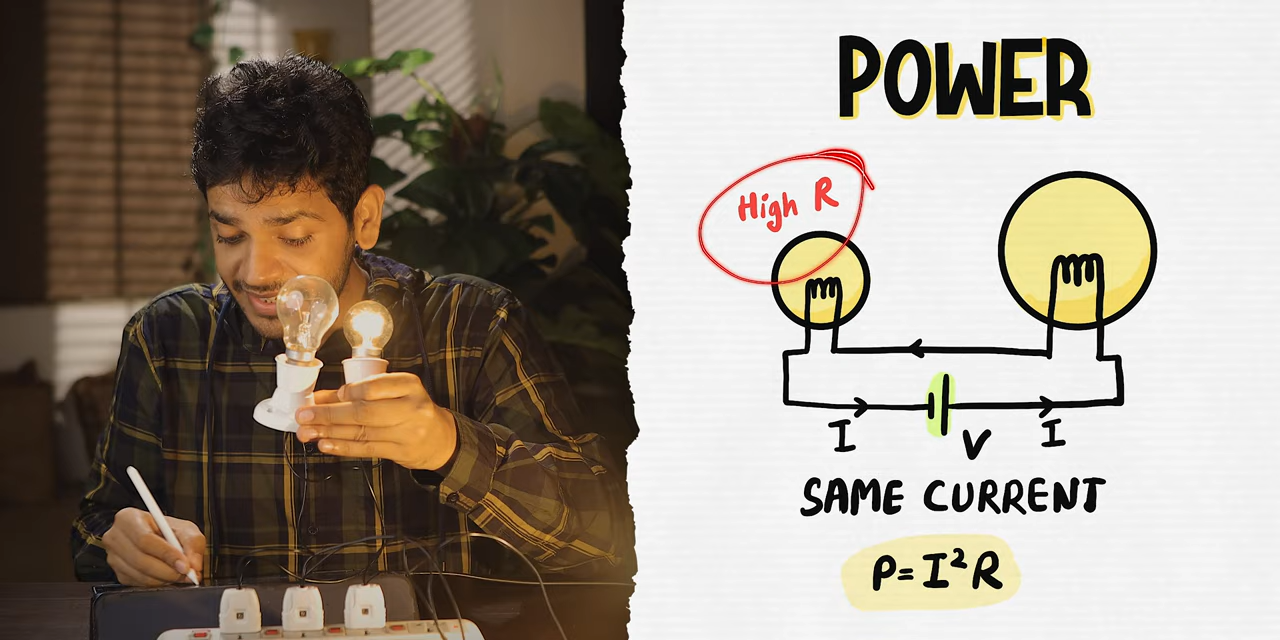 POWER
High R
I
V
I
SAME CURRENT
P=I²R